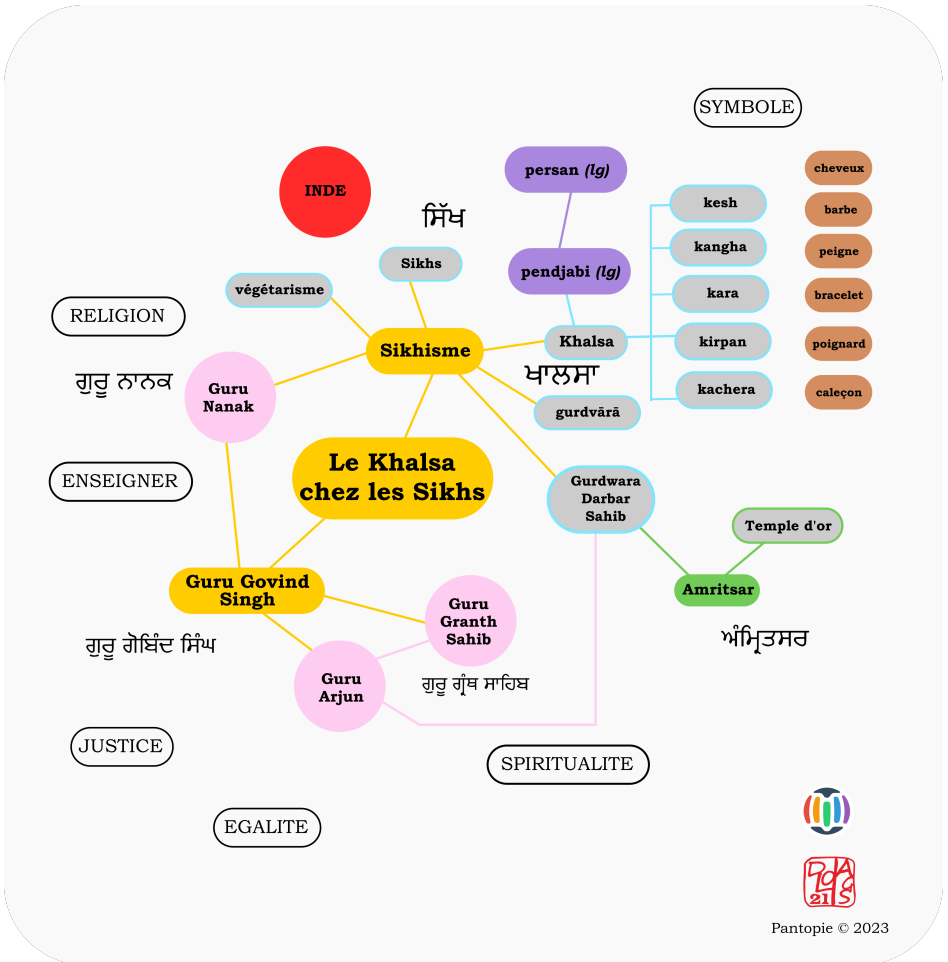 SYMBOLE
cheveux
INDE
persan (lg)
kesh
barbe
ਸਿੱਖ
kangha
peigne
Sikhs
pendjabi (lg)
végétarisme
kara
bracelet
RELIGION
Sikhisme
Khalsa
kirpan
poignard
ਖਾਲਸਾ
ਗੁਰੂ ਨਾਨਕ
Guru
Nanak
kachera
caleçon
gurdvārā
Le Khalsa
chez les Sikhs
ENSEIGNER
Gurdwara
Darbar
Sahib
Temple d'or
Guru Govind
Singh
Amritsar
Guru
Granth
Sahib
ਗੁਰੂ ਗੋਬਿੰਦ ਸਿੰਘ
ਅੰਮ੍ਰਿਤਸਰ
Guru
Arjun
ਗੁਰੂ ਗ੍ਰੰਥ ਸਾਹਿਬ
JUSTICE
SPIRITUALITE
EGALITE
21
Pantopie © 2023